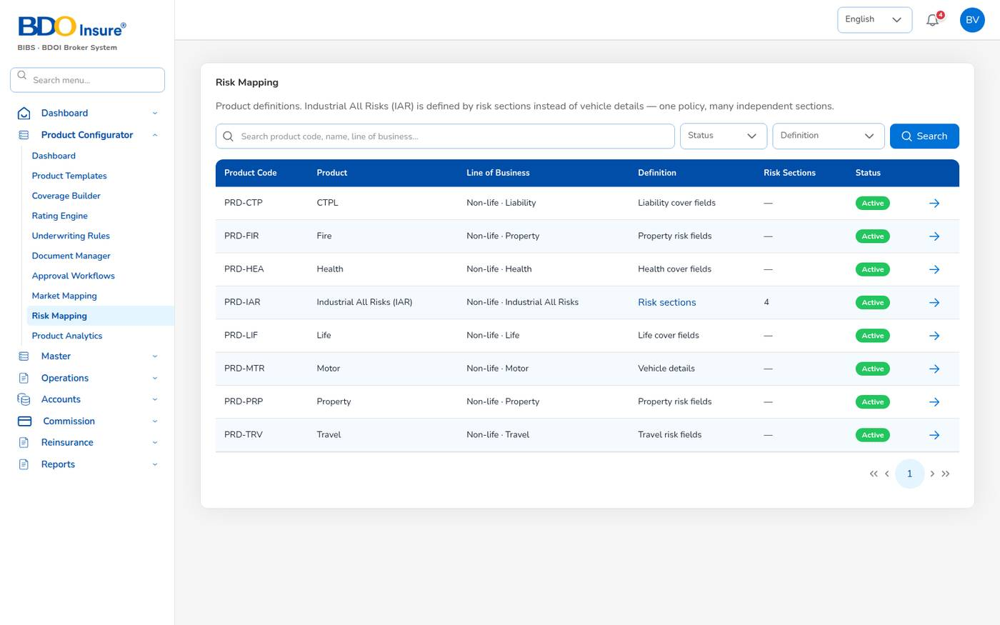 BDO Insure®
BIBS · BDOI Broker System
Search menu...
Dashboard
Product Configurator
Dashboard
Product Templates
Coverage Builder
Rating Engine
Underwriting Rules
Document Manager
Approval Workflows
Market Mapping
Risk Mapping
Product Analytics
Master
Operations
Accounts
Commission
Reinsurance
Reports
English
4
BV
Risk Mapping
Product definitions. Industrial All Risks (IAR) is defined by risk sections instead of vehicle details — one policy, many independent sections.
Search product code, name, line of business... Status Definition Search
Product Code Product Line of Business Definition Risk Sections Status
PRD-CTP CTPL Non-life · Liability Liability cover fields — Active
PRD-FIR Fire Non-life · Property Property risk fields — Active
PRD-HEA Health Non-life · Health Health cover fields — Active
PRD-IAR Industrial All Risks (IAR) Non-life · Industrial All Risks Risk sections 4 Active
PRD-LIF Life Non-life · Life Life cover fields — Active
PRD-MTR Motor Non-life · Motor Vehicle details — Active
PRD-PRP Property Non-life · Property Property risk fields — Active
PRD-TRV Travel Non-life · Travel Travel risk fields — Active
1